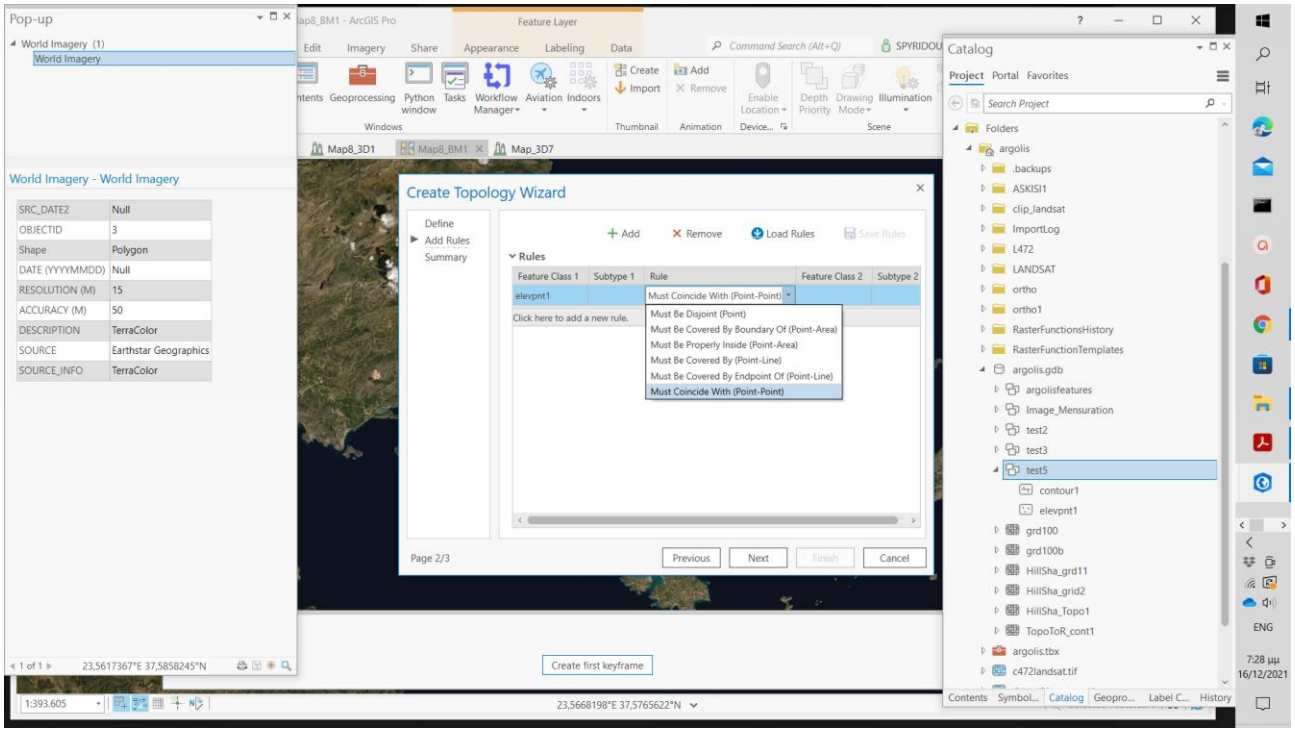 Pop-up
World Imagery (1)
World Imagery
World Imagery - World Imagery
SRC_DATE2 Null
OBJECTID 3
Shape Polygon
DATE (YYYYMMDD) Null
RESOLUTION (M) 15
ACCURACY (M) 50
DESCRIPTION TerraColor
SOURCE Earthstar Geographics
SOURCE_INFO TerraColor
1 of 1 23,5617367°E 37,5858245°N
1:393.605
Map8_BM1 - ArcGIS Pro
Feature Layer
Edit Imagery Share Appearance Labeling Data
Command Search (Alt+Q)
SPYRIDOU
Geoprocessing
Python window
Tasks
Workflow Manager
Aviation
Indoors
Create
Import
Add
Remove
Enable Location
Depth Priority
Drawing Mode
Illumination
Windows Thumbnail Animation Device... Scene
Map8_3D1 Map8_BM1 Map_3D7
Create Topology Wizard
Define
Add Rules
Summary
Add Remove Load Rules Save Rules
Rules
Feature Class 1 Subtype 1 Rule Feature Class 2 Subtype 2
elevpnt1 Must Coincide With (Point-Point)
Click here to add a new rule.
Must Be Disjoint (Point)
Must Be Covered By Boundary Of (Point-Area)
Must Be Properly Inside (Point-Area)
Must Be Covered By (Point-Line)
Must Be Covered By Endpoint Of (Point-Line)
Must Coincide With (Point-Point)
Page 2/3
Previous Next Finish Cancel
Create first keyframe
23,5668198°E 37,5765622°N
Catalog
Project Portal Favorites
Search Project
Folders
argolis
.backups
ASKISI1
clip_landsat
ImportLog
L472
LANDSAT
ortho
ortho1
RasterFunctionsHistory
RasterFunctionTemplates
argolis.gdb
argolisfeatures
Image_Mensuration
test2
test3
test5
contour1
elevpnt1
grd100
grd100b
HillSha_grd11
HillSha_grid2
HillSha_Topo1
TopoToR_cont1
argolis.tbx
c472landsat.tif
Contents Symbol... Catalog Geopro... Label C... History
ENG
7:28 μμ
16/12/2021